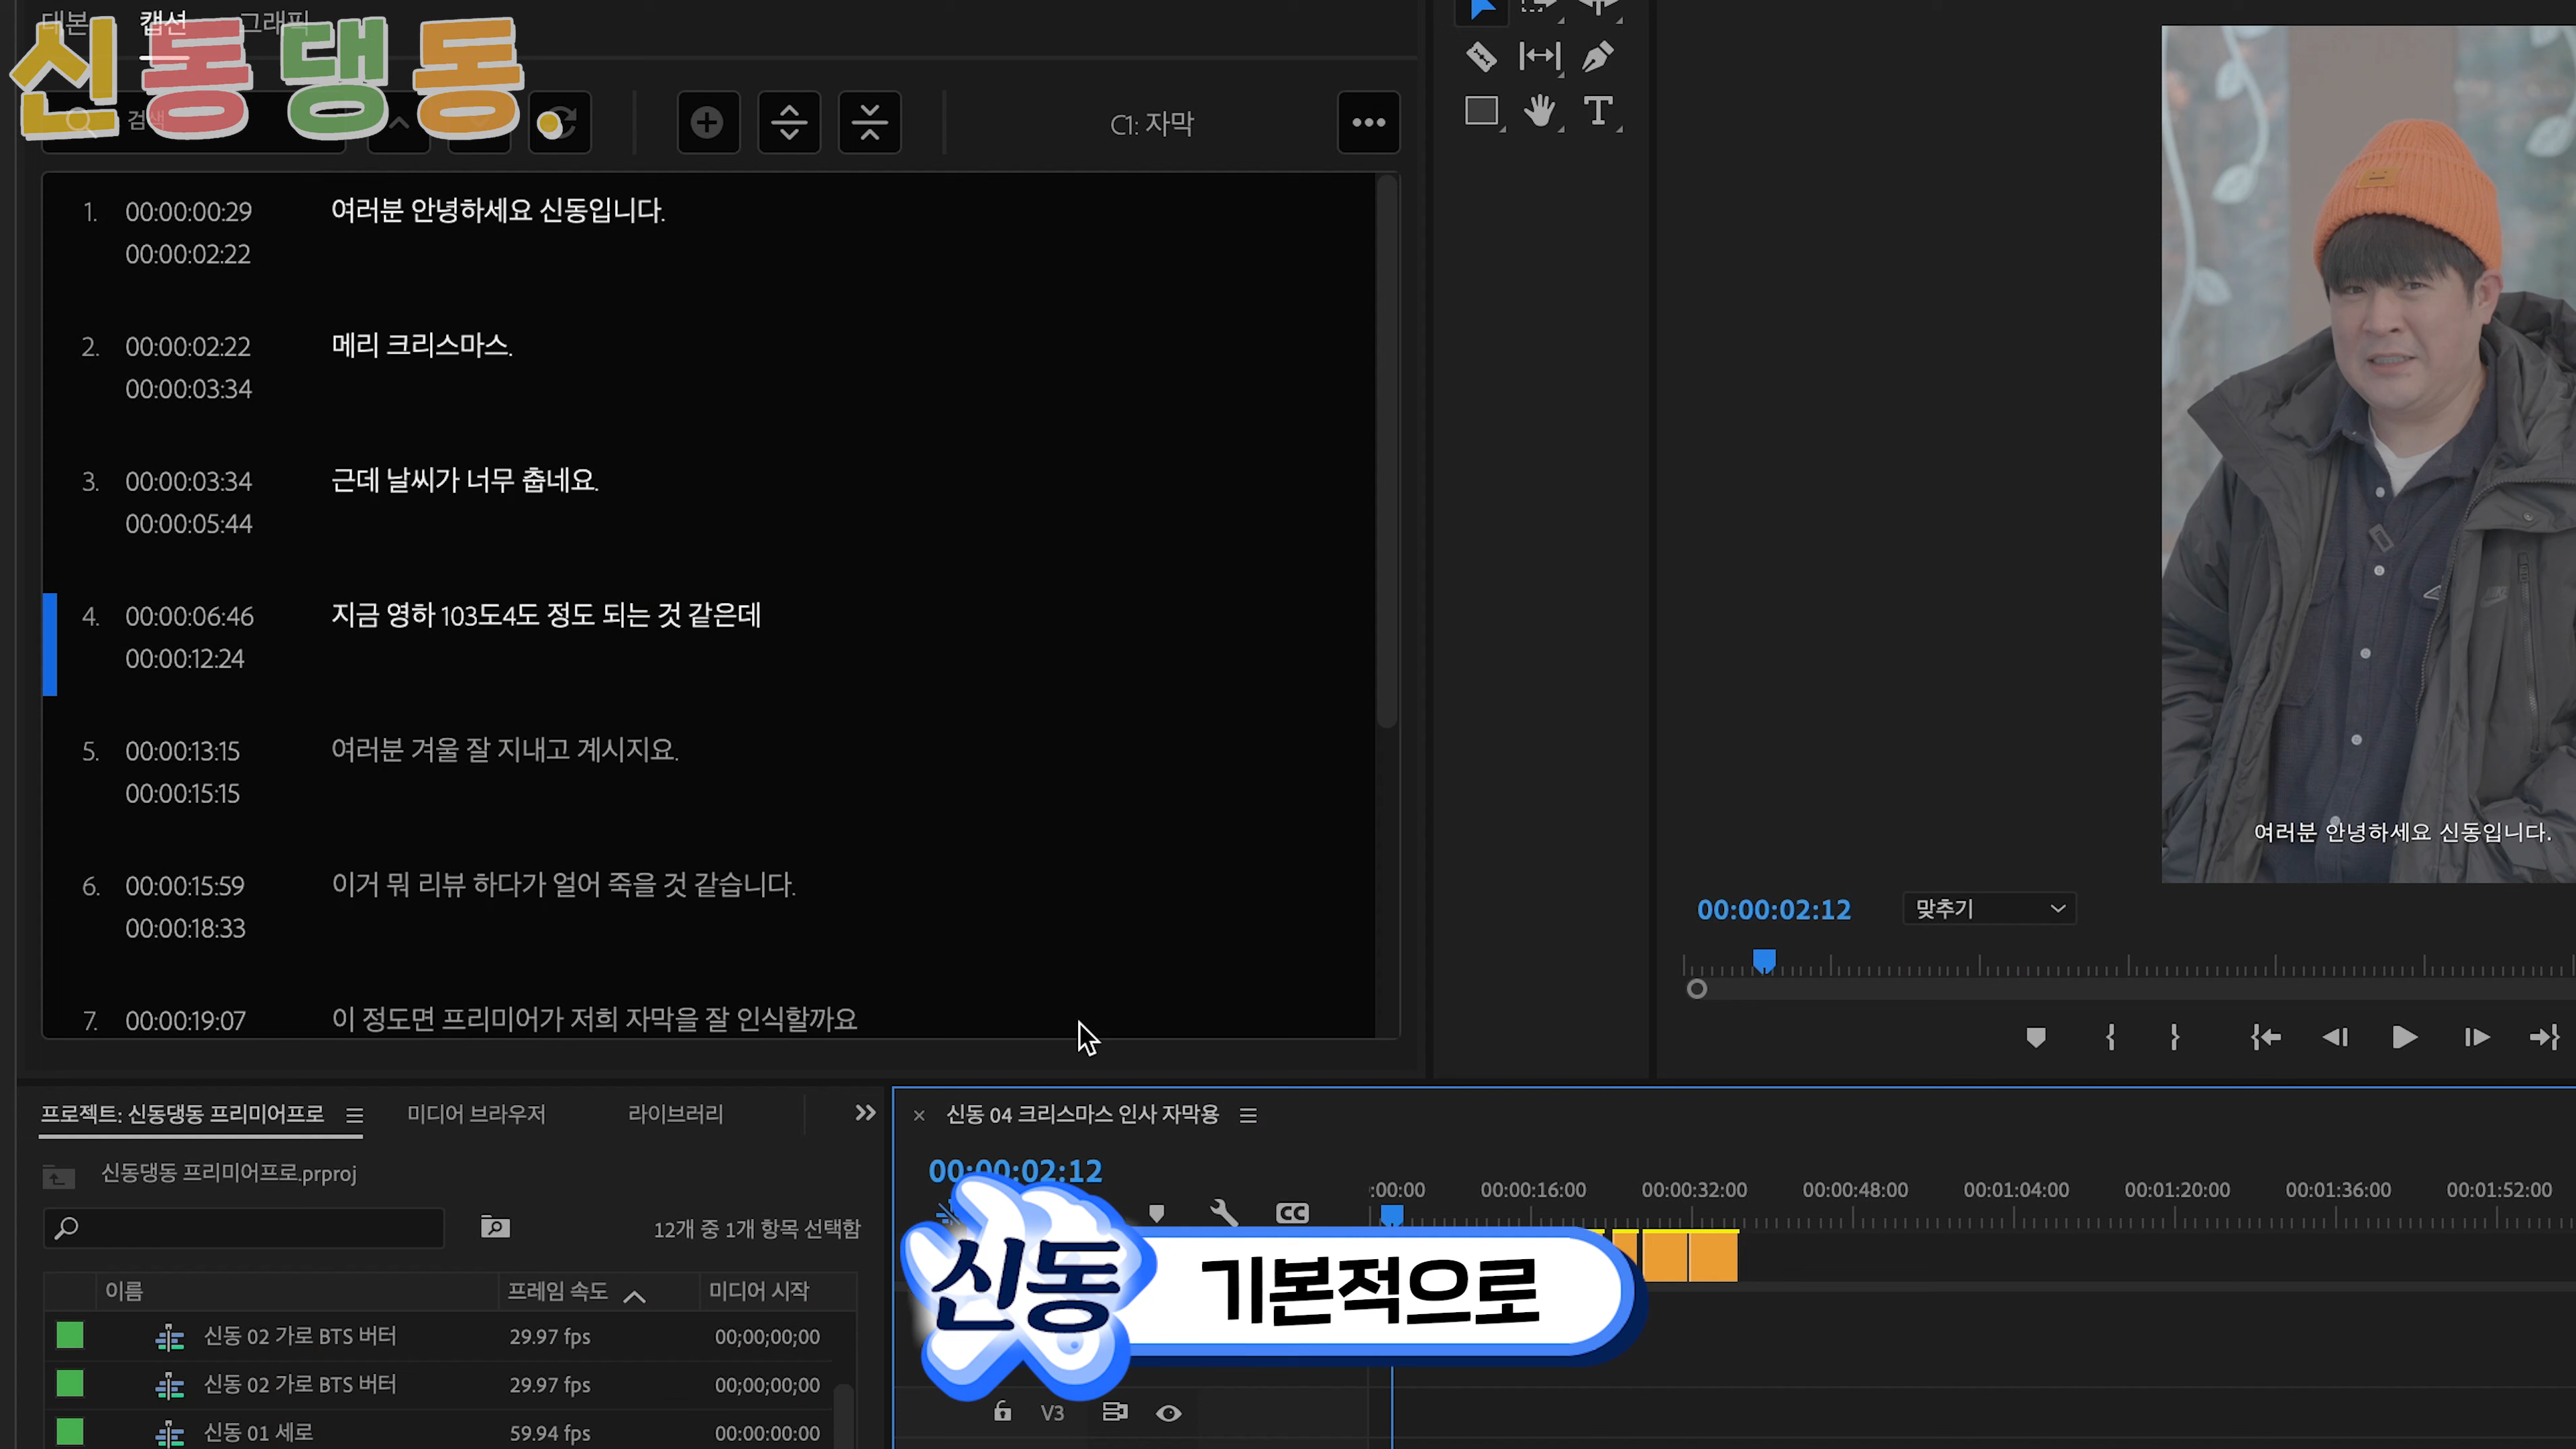 대본 캡션 그래픽
신동댕동.
검색
C1: 자막
1. 00:00:00:29 여러분 안녕하세요 신동입니다.
00:00:02:22
2. 00:00:02:22 메리 크리스마스.
00:00:03:34
3. 00:00:03:34 근데 날씨가 너무 춥네요.
00:00:05:44
4. 00:00:06:46 지금 영하 103도4도 정도 되는 것 같은데
00:00:12:24
5. 00:00:13:15 여러분 겨울 잘 지내고 계시지요.
00:00:15:15
6. 00:00:15:59 이거 뭐 리뷰 하다가 얼어 죽을 것 같습니다.
00:00:18:33
7. 00:00:19:07 이 정도면 프리미어가 저희 자막을 잘 인식할까요
T
여러분 안녕하세요 신동입니다.
00:00:02:12 맞추기
프로젝트: 신동댕동 프리미어프로 미디어 브라우저 라이브러리
신동댕동 프리미어프로.prproj
12개 중 1개 항목 선택함
이름 프레임 속도 미디어 시작
신동 02 가로 BTS 버터 29.97 fps 00;00;00;00
신동 02 가로 BTS 버터 29.97 fps 00;00;00;00
신동 01 세로 59.94 fps 00:00:00:00
신동 04 크리스마스 인사 자막용
00:00:02:12
CC
:00:00 00:00:16:00 00:00:32:00 00:00:48:00 00:01:04:00 00:01:20:00 00:01:36:00 00:01:52:00
신동 기본적으로
V3